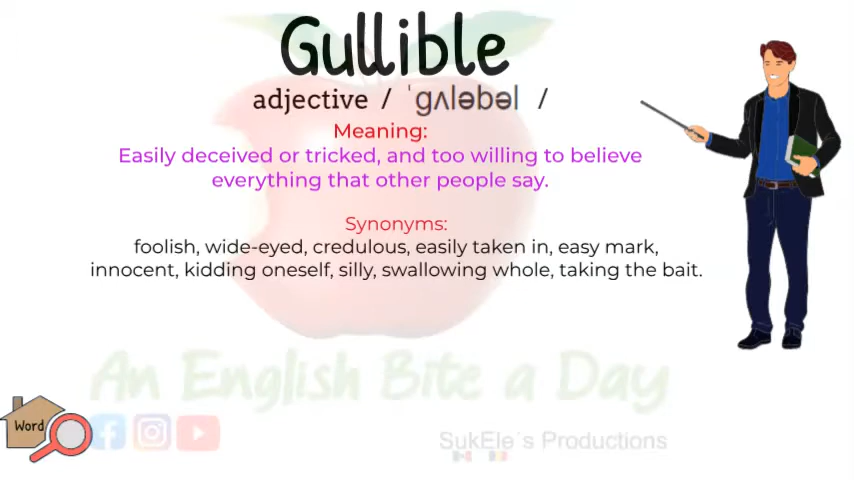 Gullible
adjective / ˈgʌləbəl /
Meaning:
Easily deceived or tricked, and too willing to believe
everything that other people say.
Synonyms:
foolish, wide-eyed, credulous, easily taken in, easy mark,
innocent, kidding oneself, silly, swallowing whole, taking the bait.
An English Bite a Day
Word
SukEle´s Productions